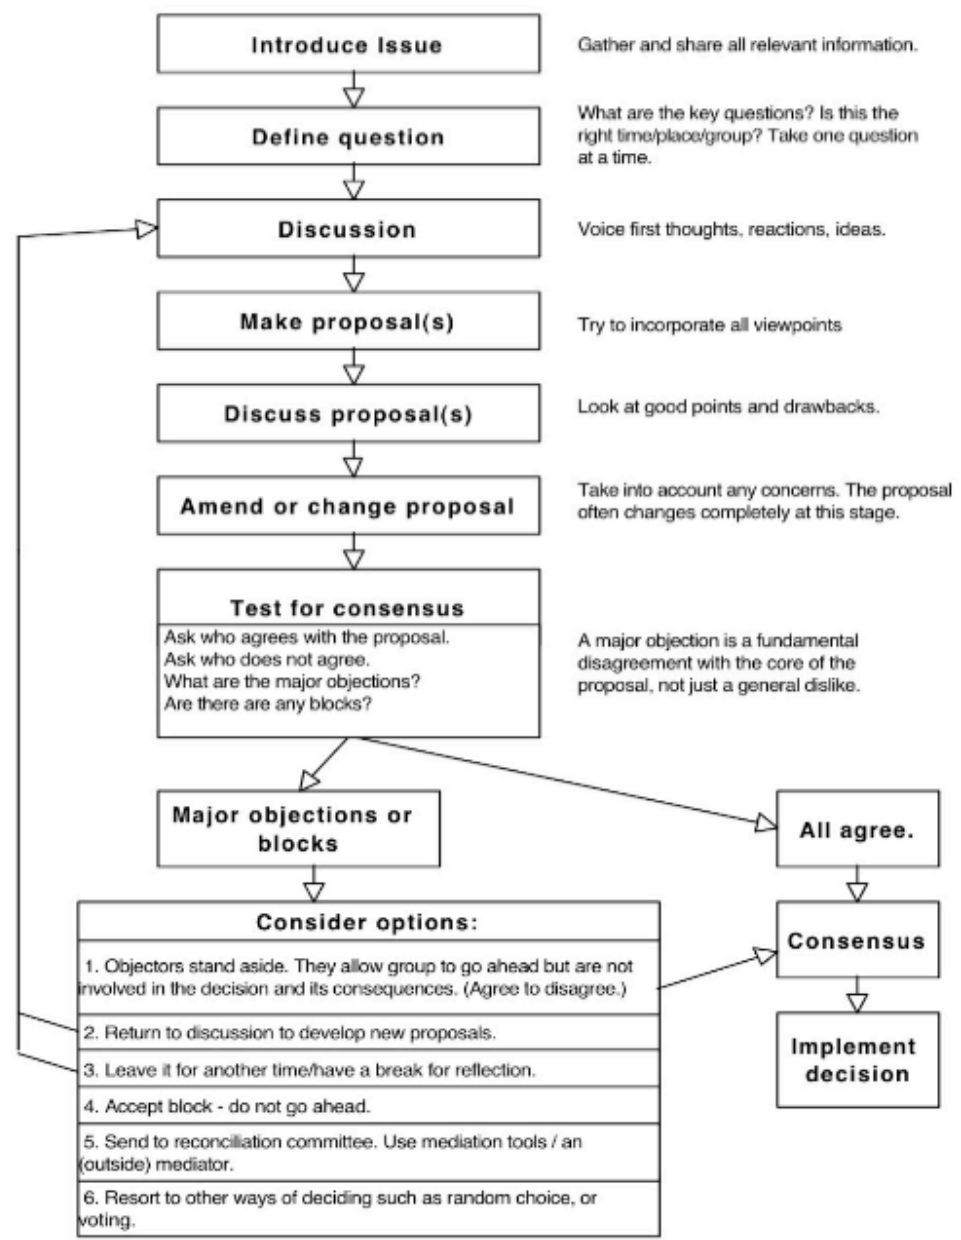 Introduce Issue
Gather and share all relevant information.
Define question
What are the key questions? Is this the
right time/place/group? Take one question
at a time.
Discussion
Voice first thoughts, reactions, ideas.
Make proposal(s)
Try to incorporate all viewpoints
Discuss proposal(s)
Look at good points and drawbacks.
Amend or change proposal
Take into account any concerns. The proposal
often changes completely at this stage.
Test for consensus
Ask who agrees with the proposal.
Ask who does not agree.
What are the major objections?
Are there are any blocks?
A major objection is a fundamental
disagreement with the core of the
proposal, not just a general dislike.
Major objections or
blocks
All agree.
Consider options:
1. Objectors stand aside. They allow group to go ahead but are not
involved in the decision and its consequences. (Agree to disagree.)
2. Return to discussion to develop new proposals.
3. Leave it for another time/have a break for reflection.
4. Accept block - do not go ahead.
5. Send to reconciliation committee. Use mediation tools / an
(outside) mediator.
6. Resort to other ways of deciding such as random choice, or
voting.
Consensus
Implement
decision